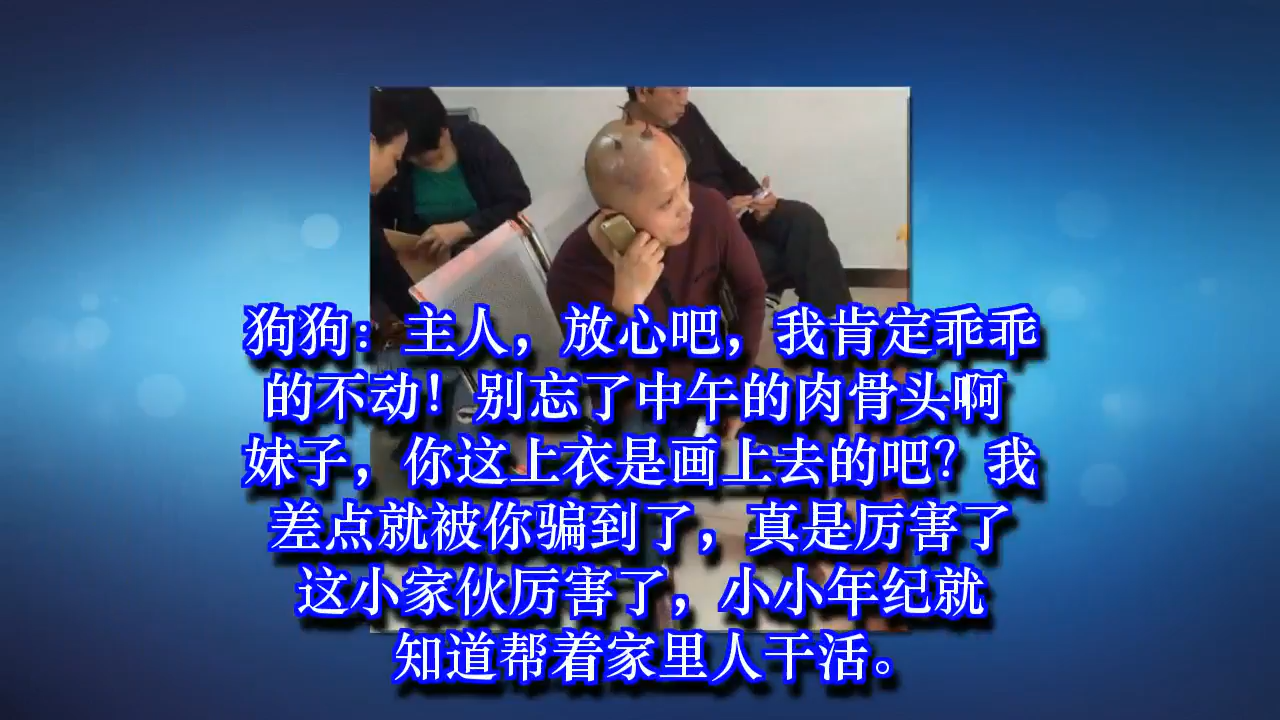 狗狗：主人，放心吧，我肯定乖乖
的不动！别忘了中午的肉骨头啊
妹子，你这上衣是画上去的吧？我
差点就被你骗到了，真是厉害了
这小家伙厉害了，小小年纪就
知道帮着家里人干活。